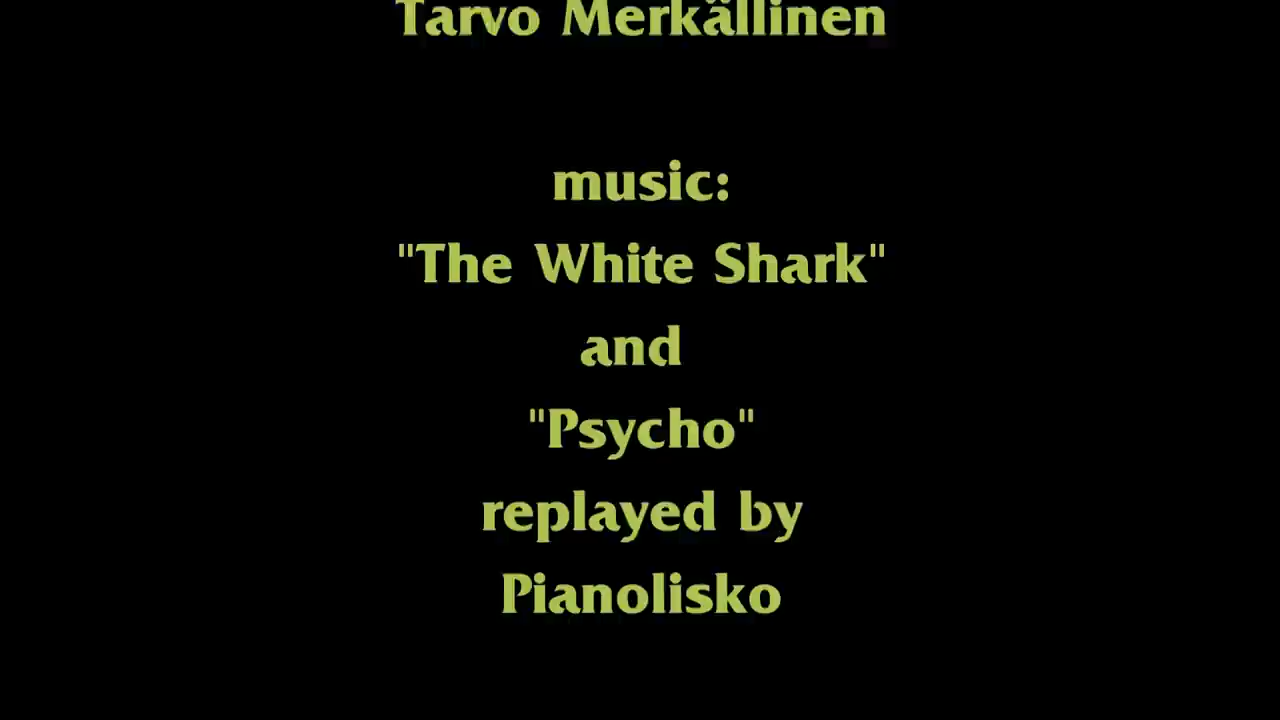 Tarvo Merkällinen
music:
"The White Shark"
and
"Psycho"
replayed by
Pianolisko